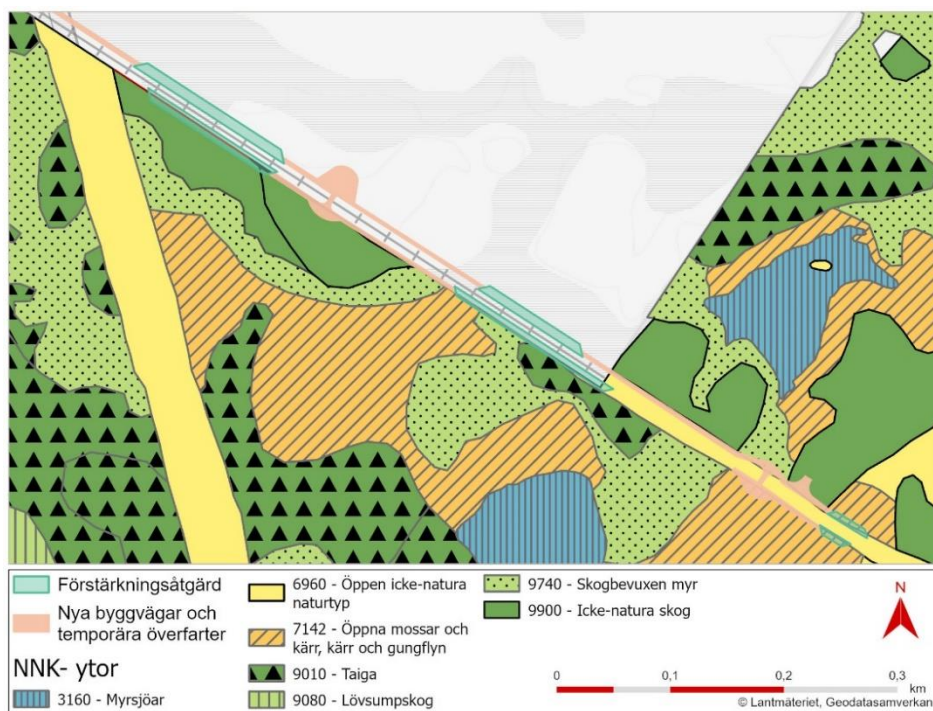 Förstärkningsåtgärd
Nya byggvägar och
temporära överfarter
NNK- ytor
3160 - Myrsjöar
6960 - Öppen icke-natura
naturtyp
7142 - Öppna mossar och
kärr, kärr och gungflyn
9010 - Taiga
9080 - Lövsumpskog
9740 - Skogbevuxen myr
9900 - Icke-natura skog
N
0 0,1 0,2 0,3
km
© Lantmäteriet, Geodatasamverkan